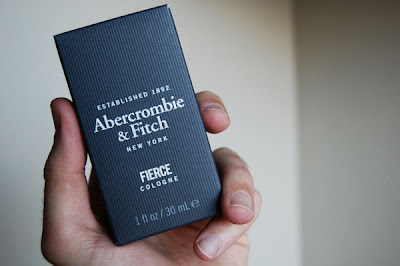 ESTABLISHED 1892
Abercrombie
& Fitch
NEW YORK
FIERCE
COLOGNE
1 fl oz / 30 mL ℮